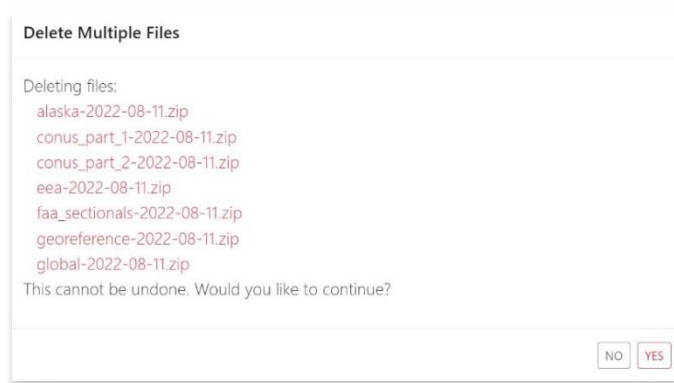 Delete Multiple Files
Deleting files:
alaska-2022-08-11.zip
conus_part_1-2022-08-11.zip
conus_part_2-2022-08-11.zip
eea-2022-08-11.zip
faa_sectionals-2022-08-11.zip
georeference-2022-08-11.zip
global-2022-08-11.zip
This cannot be undone. Would you like to continue?
NO YES